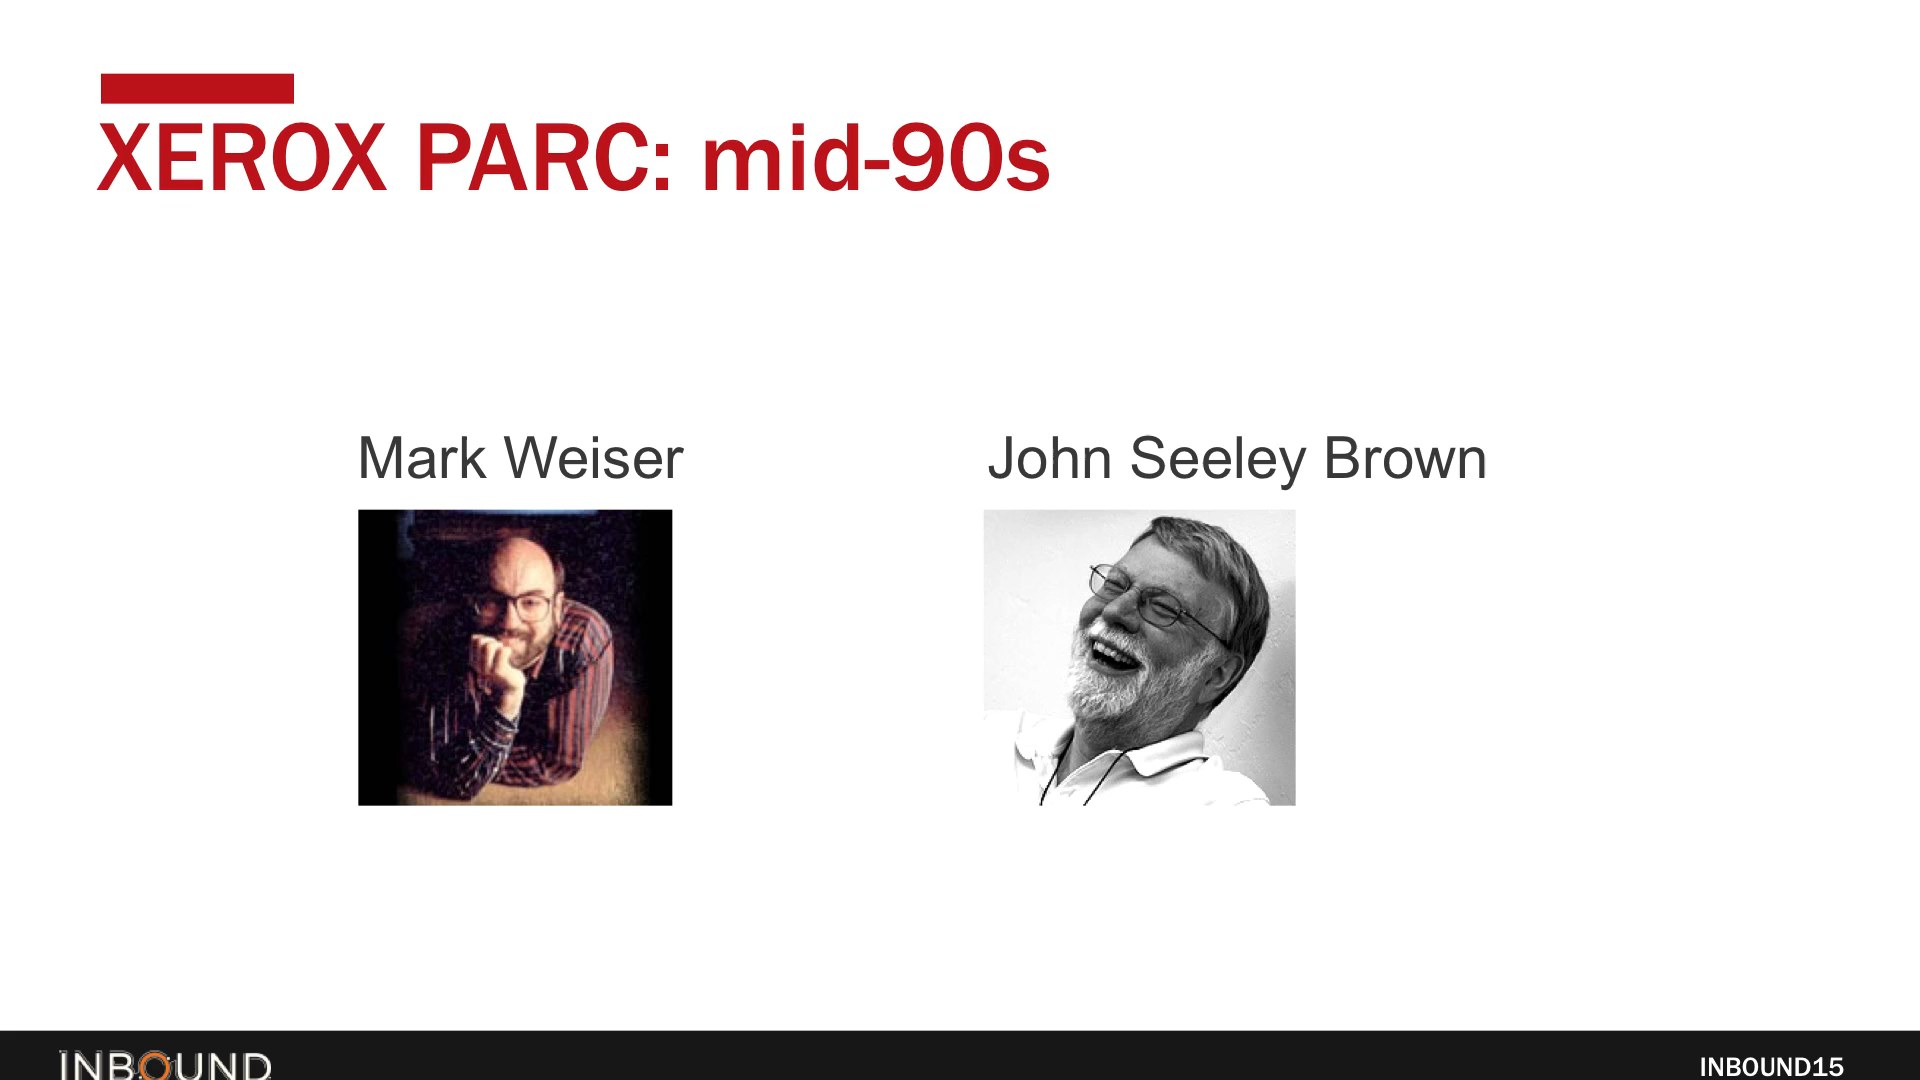 XEROX PARC: mid-90s
Mark Weiser
John Seeley Brown
INBOUND
INBOUND15